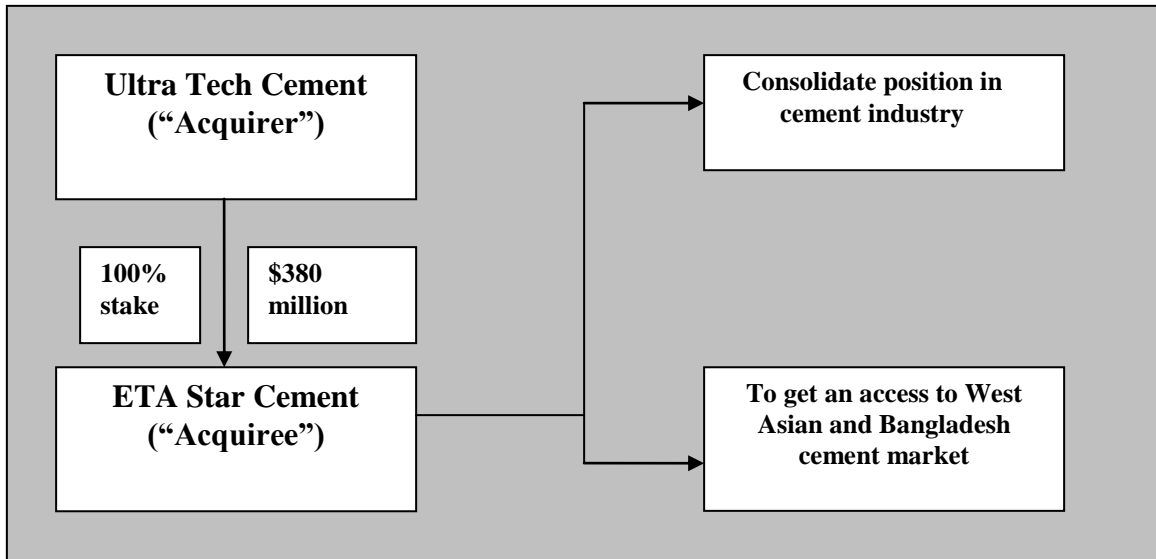 Ultra Tech Cement
(“Acquirer”)
Consolidate position in
cement industry
100%
stake
$380
million
ETA Star Cement
(“Acquiree”)
To get an access to West
Asian and Bangladesh
cement market